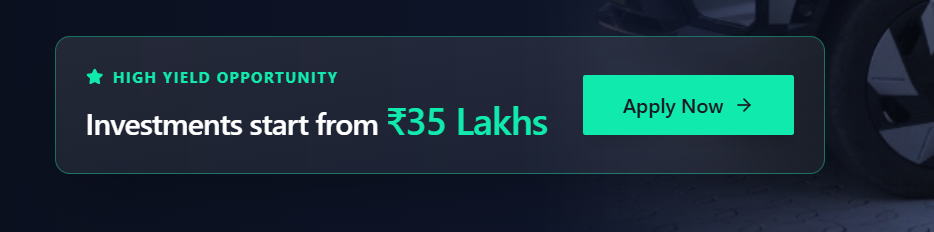 HIGH YIELD OPPORTUNITY
Investments start from ₹35 Lakhs
Apply Now →